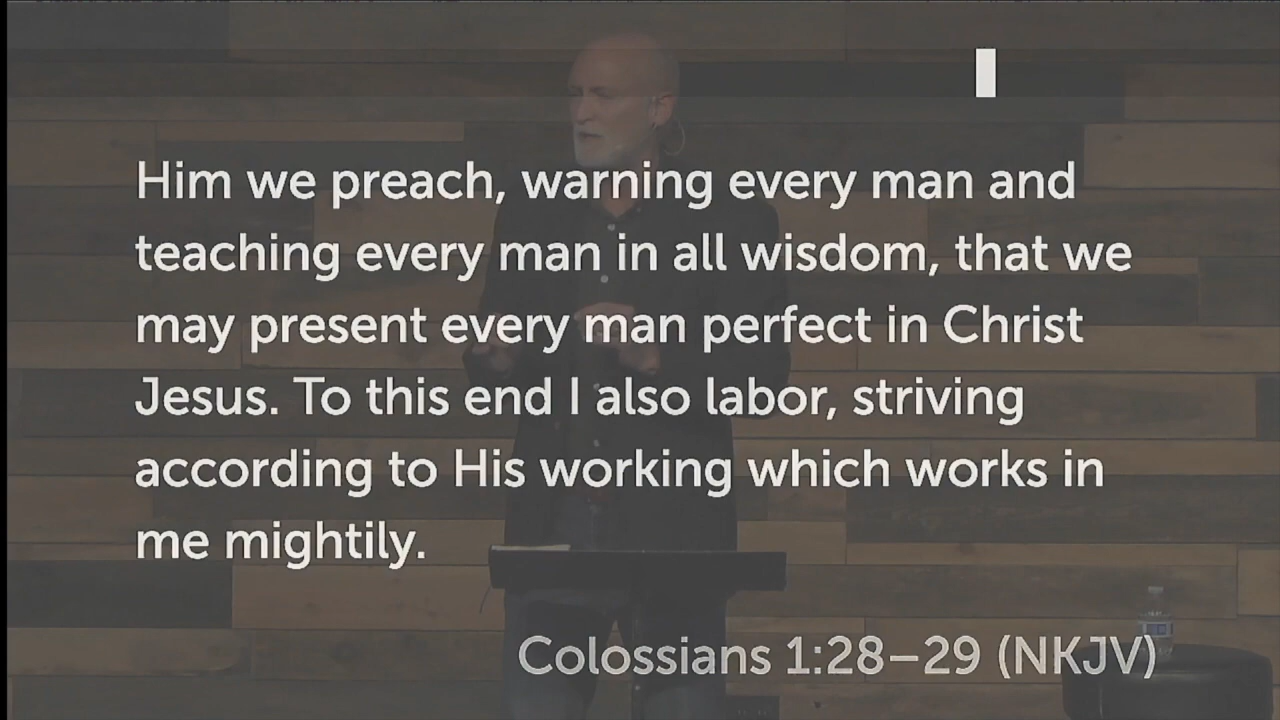 Him we preach, warning every man and
teaching every man in all wisdom, that we
may present every man perfect in Christ
Jesus. To this end I also labor, striving
according to His working which works in
me mightily.
Colossians 1:28–29 (NKJV)